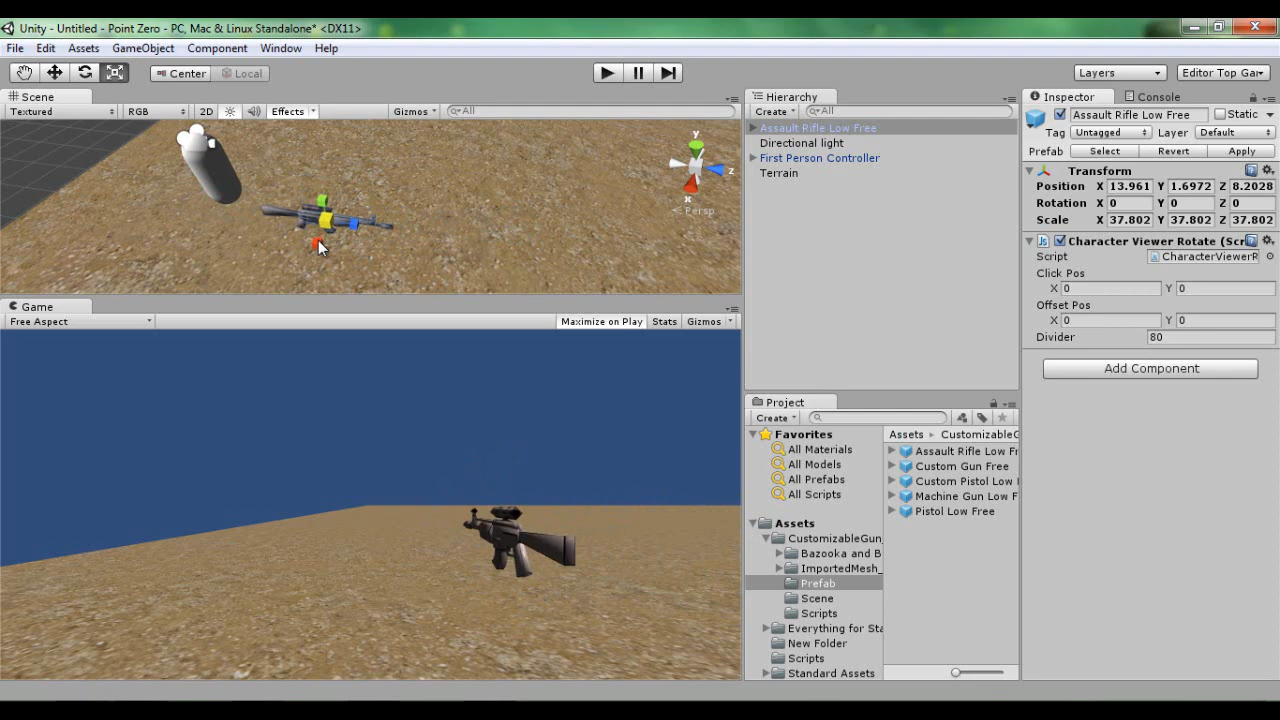 Unity - Untitled - Point Zero - PC, Mac & Linux Standalone* <DX11>
File Edit Assets GameObject Component Window Help
Center Local
Layers Editor Top Gar
Scene
Textured RGB 2D Effects Gizmos All
y
z
x
Persp
Game
Free Aspect Maximize on Play Stats Gizmos
Hierarchy
Create All
Assault Rifle Low Free
Directional light
First Person Controller
Terrain
Project
Create
Favorites
All Materials
All Models
All Prefabs
All Scripts
Assets
CustomizableGun_
Bazooka and B
ImportedMesh_
Prefab
Scene
Scripts
Everything for Sta
New Folder
Scripts
Standard Assets
Assets CustomizableG
Assault Rifle Low Fr
Custom Gun Free
Custom Pistol Low
Machine Gun Low F
Pistol Low Free
Inspector Console
Assault Rifle Low Free Static
Tag Untagged Layer Default
Prefab Select Revert Apply
Transform
Position X 13.961 Y 1.6972 Z 8.2028
Rotation X 0 Y 0 Z 0
Scale X 37.802 Y 37.802 Z 37.802
Js Character Viewer Rotate (Scr
Script CharacterViewerR
Click Pos
X 0 Y 0
Offset Pos
X 0 Y 0
Divider 80
Add Component